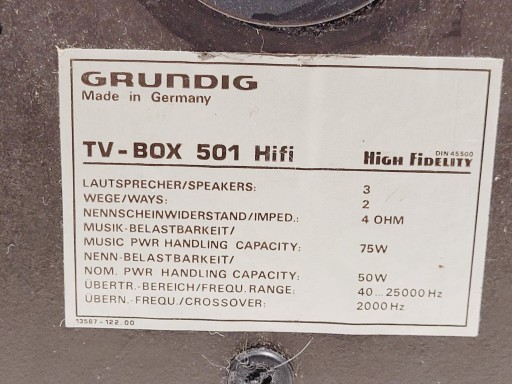 GRUNDIG
Made in Germany
TV-BOX 501 Hifi
DIN 45500
HIGH FIDELITY
LAUTSPRECHER/SPEAKERS: 3
WEGE/WAYS: 2
NENNSCHEINWIDERSTAND/IMPED.: 4 OHM
MUSIK-BELASTBARKEIT/
MUSIC PWR HANDLING CAPACITY: 75W
NENN-BELASTBARKEIT/
NOM. PWR HANDLING CAPACITY: 50W
ÜBERTR.-BEREICH/FREQU. RANGE: 40...25000 Hz
ÜBERN.-FREQU./CROSSOVER: 2000Hz
13587-122.00